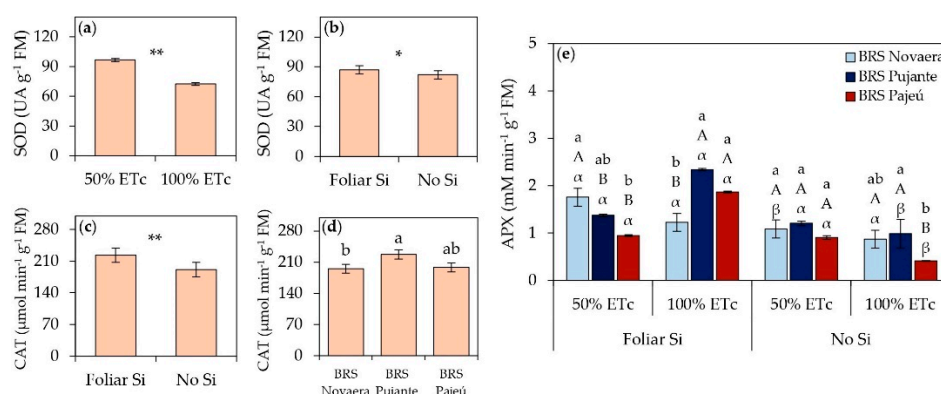 (a)
SOD (UA g-1 FM)
120
90
60
30
0
**
50% ETc 100% ETc
(b)
SOD (UA g-1 FM)
120
90
60
30
0
*
Foliar Si No Si
(c)
CAT (µmol min-1 g-1 FM)
280
210
140
70
0
**
Foliar Si No Si
(d)
CAT (µmol min-1 g-1 FM)
280
210
140
70
0
b a ab
BRS BRS BRS
Novaera Pujante Pajeú
(e)
BRS Novaera
BRS Pujante
BRS Pajeú
APX (mM min-1 g-1 FM)
5
4
3
2
1
0
a ab b b a a a a a ab a b
A B B B A A A A A A A B
α α α α α α β α α α β β
50% ETc 100% ETc 50% ETc 100% ETc
Foliar Si No Si